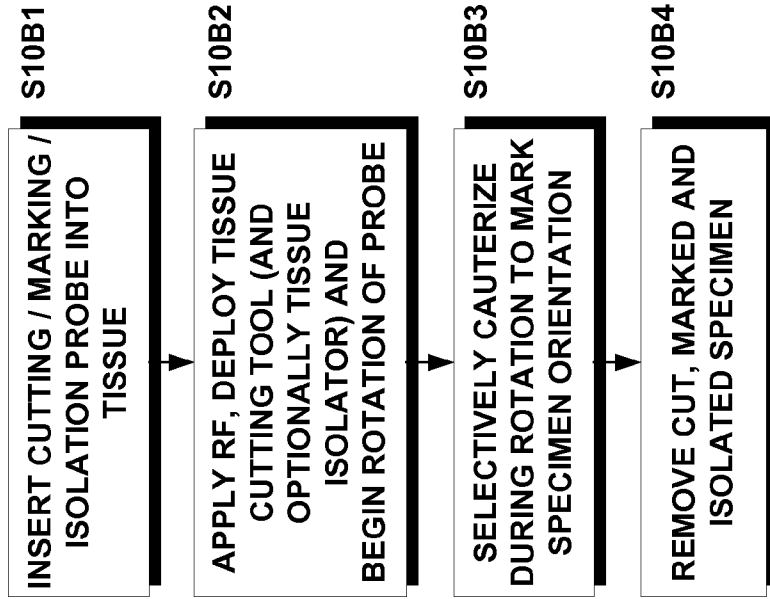 INSERT CUTTING / MARKING /
ISOLATION PROBE INTO
TISSUE
S10B1
APPLY RF, DEPLOY TISSUE
CUTTING TOOL (AND
OPTIONALLY TISSUE
ISOLATOR) AND
BEGIN ROTATION OF PROBE
S10B2
SELECTIVELY CAUTERIZE
DURING ROTATION TO MARK
SPECIMEN ORIENTATION
S10B3
REMOVE CUT, MARKED AND
ISOLATED SPECIMEN
S10B4